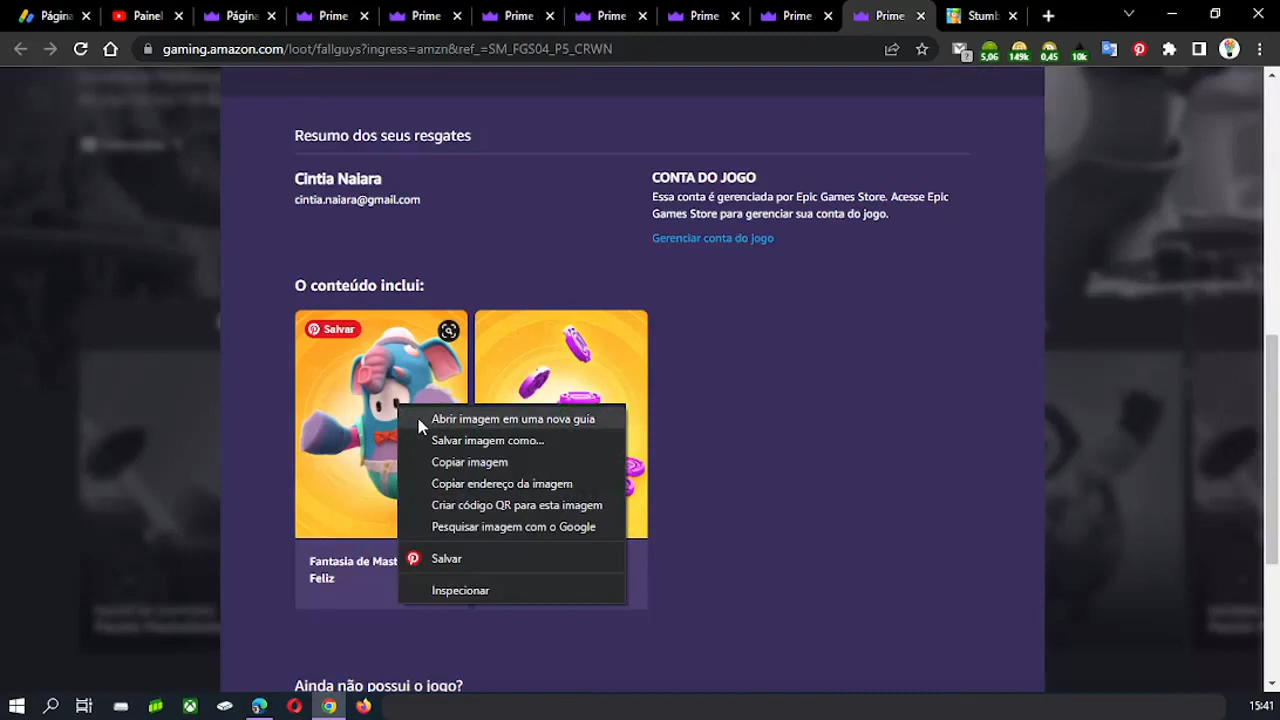 Página
Painel
Página
Prime
Prime
Prime
Prime
Prime
Prime
Prime
Stumb
gaming.amazon.com/loot/fallguys?ingress=amzn&ref_=SM_FGS04_P5_CRWN
?
5,06
149k
0,45
10k
Resumo dos seus resgates
Cintia Naiara
cintia.naiara@gmail.com
CONTA DO JOGO
Essa conta é gerenciada por Epic Games Store. Acesse Epic
Games Store para gerenciar sua conta do jogo.
Gerenciar conta do jogo
O conteúdo inclui:
Salvar
Abrir imagem em uma nova guia
Salvar imagem como...
Copiar imagem
Copiar endereço da imagem
Criar código QR para esta imagem
Pesquisar imagem com o Google
Salvar
Inspecionar
Fantasia de Mast
Feliz
Ainda não possui o jogo?
15:41